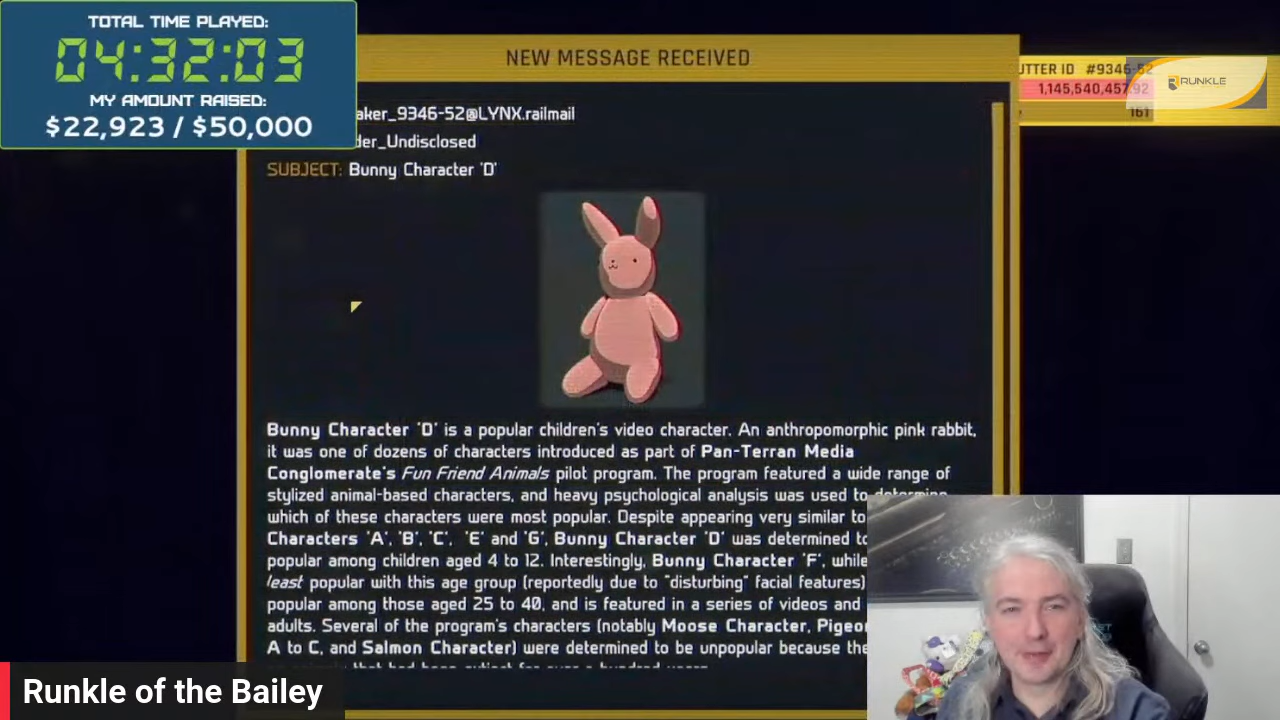 TOTAL TIME PLAYED:
04:32:03
MY AMOUNT RAISED:
$22,923 / $50,000
NEW MESSAGE RECEIVED
UTTER ID #9346-52
1,145,540,457.92
161
RUNKLE
aker_9346-52@LYNX.railmail
der_Undisclosed
SUBJECT: Bunny Character 'D'
Bunny Character 'D' is a popular children's video character. An anthropomorphic pink rabbit,
it was one of dozens of characters introduced as part of Pan-Terran Media
Conglomerate's Fun Friend Animals pilot program. The program featured a wide range of
stylized animal-based characters, and heavy psychological analysis was used to determine
which of these characters were most popular. Despite appearing very similar to
Characters 'A', 'B', 'C', 'E' and 'G', Bunny Character 'D' was determined to
popular among children aged 4 to 12. Interestingly, Bunny Character 'F', while
least popular with this age group (reportedly due to "disturbing" facial features)
popular among those aged 25 to 40, and is featured in a series of videos and
adults. Several of the program's characters (notably Moose Character, Pigeo
A to C, and Salmon Character) were determined to be unpopular because the
Runkle of the Bailey